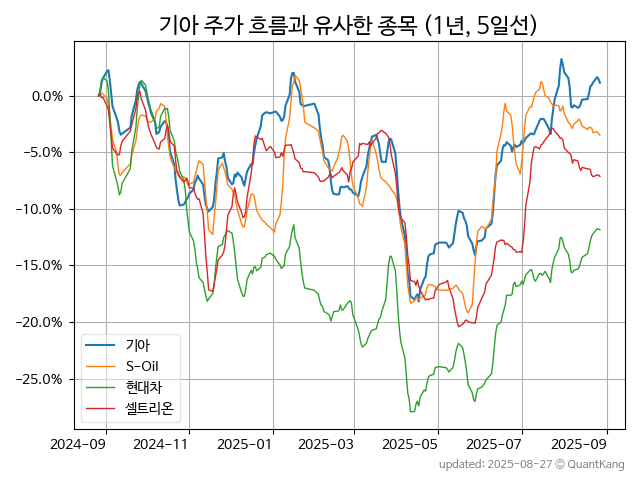 기아 주가 흐름과 유사한 종목 (1년, 5일선)
0.0%
−5.0%
−10.0%
−15.0%
−20.0%
−25.0%
기아
S-Oil
현대차
셀트리온
2024-09 2024-11 2025-01 2025-03 2025-05 2025-07 2025-09
updated: 2025-08-27 © QuantKang